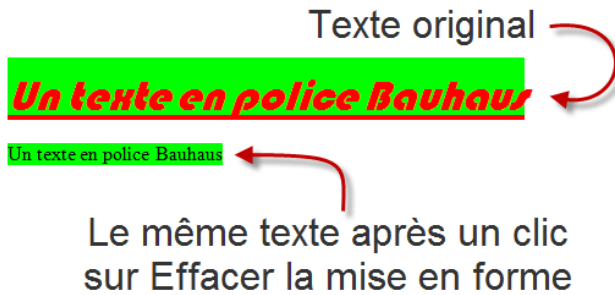 Texte original
Un texte en police Bauhaus
Un texte en police Bauhaus
Le même texte après un clic
sur Effacer la mise en forme